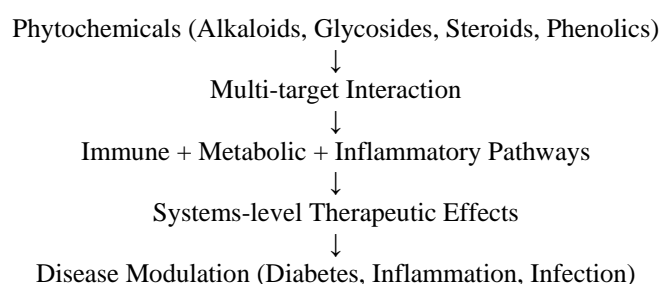 Phytochemicals (Alkaloids, Glycosides, Steroids, Phenolics)
↓
Multi-target Interaction
↓
Immune + Metabolic + Inflammatory Pathways
↓
Systems-level Therapeutic Effects
↓
Disease Modulation (Diabetes, Inflammation, Infection)